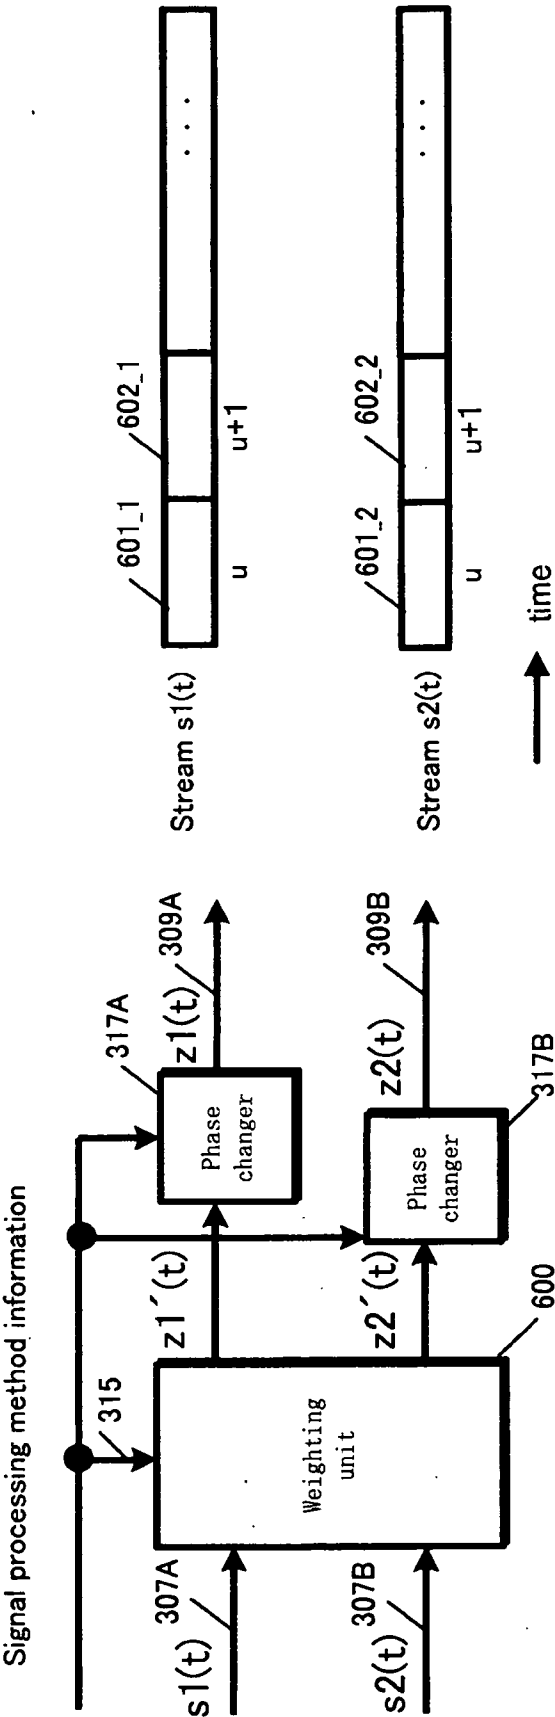 Signal processing method information
315
317A
s1(t)
307A
z1´(t)
Phase
changer
z1(t)
309A
Weighting
unit
s2(t)
307B
z2´(t)
Phase
changer
z2(t)
309B
600
317B
601_1
602_1
Stream s1(t)
. . .
u
u+1
601_2
602_2
Stream s2(t)
. . .
u
u+1
time